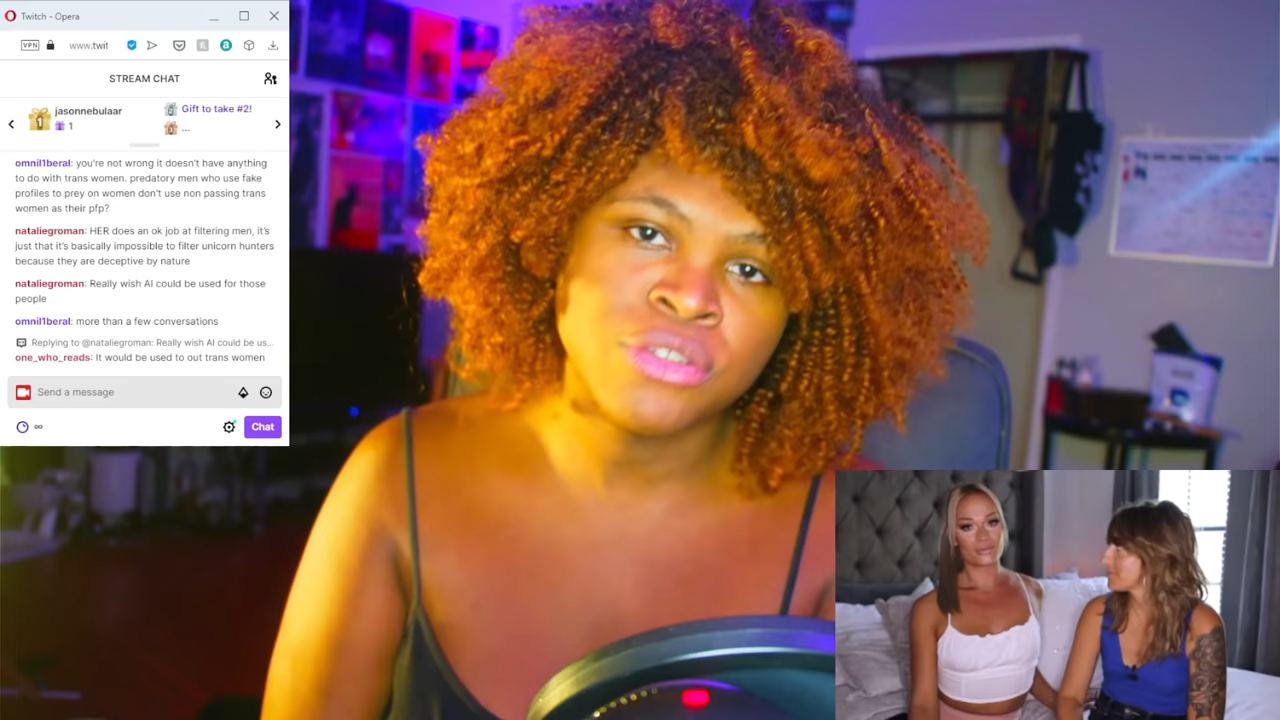 Twitch - Opera
VPN
www.twit
STREAM CHAT
jasonnebulaar
1
Gift to take #2!
1
...
omnil1beral: you're not wrong it doesn't have anything
to do with trans women. predatory men who use fake
profiles to prey on women don't use non passing trans
women as their pfp?
nataliegroman: HER does an ok job at filtering men, it's
just that it's basically impossible to filter unicorn hunters
because they are deceptive by nature
nataliegroman: Really wish AI could be used for those
people
omnil1beral: more than a few conversations
Replying to @nataliegroman: Really wish AI could be us...
one_who_reads: It would be used to out trans women
Send a message
∞
Chat